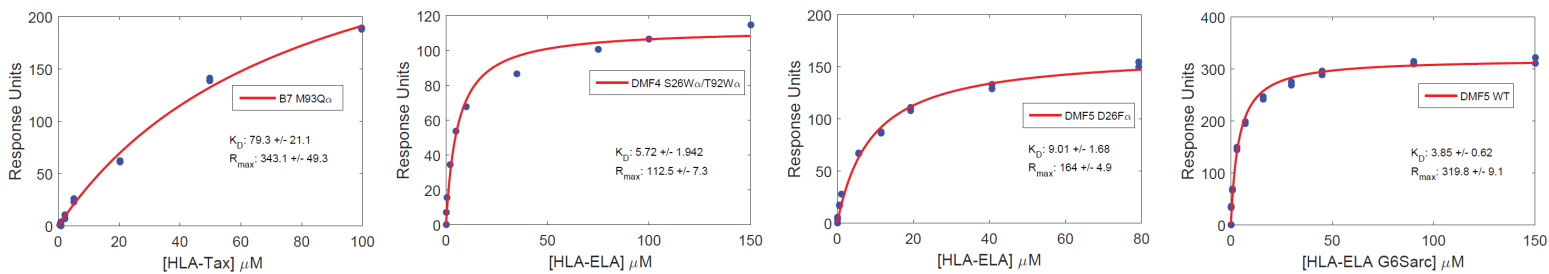 200
150
100
50
0
0 20 40 60 80 100
Response Units
[HLA-Tax] μM
B7 M93Qα
K_D: 79.3 +/- 21.1
R_max: 343.1 +/- 49.3
120
100
80
60
40
20
0
0 50 100 150
Response Units
[HLA-ELA] μM
DMF4 S26Wα/T92Wα
K_D: 5.72 +/- 1.942
R_max: 112.5 +/- 7.3
200
150
100
50
0
0 20 40 60 80
Response Units
[HLA-ELA] μM
DMF5 D26Fα
K_D: 9.01 +/- 1.68
R_max: 164 +/- 4.9
400
300
200
100
0
0 50 100 150
Response Units
[HLA-ELA G6Sarc] μM
DMF5 WT
K_D: 3.85 +/- 0.62
R_max: 319.8 +/- 9.1